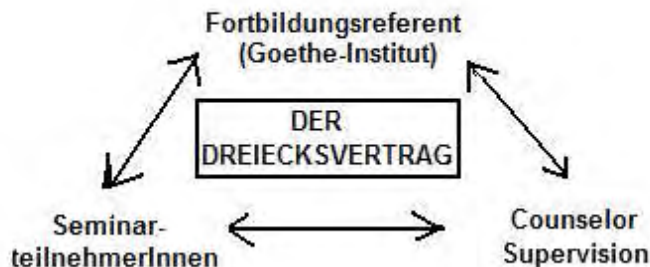 Fortbildungsreferent
(Goethe-Institut)
DER
DREIECKSVERTRAG
Seminar-
teilnehmerInnen
Counselor
Supervision